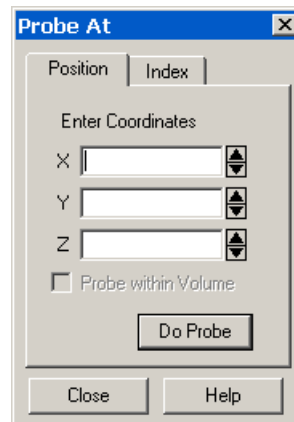 Probe At
Position Index
Enter Coordinates
X
Y
Z
Probe within Volume
Do Probe
Close Help